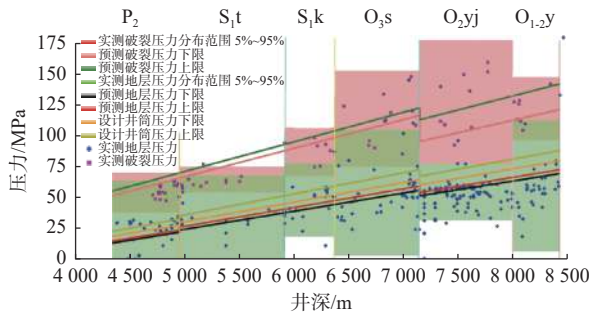 P₂ S₁t S₁k O₃s O₂yj O₁₋₂y
175
150
125
100
75
50
25
0
压力/MPa
实测破裂压力分布范围 5%~95%
预测破裂压力下限
预测破裂压力上限
实测地层压力分布范围 5%~95%
预测地层压力下限
预测地层压力上限
设计井筒压力下限
设计井筒压力上限
实测地层压力
实测破裂压力
4 000 4 500 5 000 5 500 6 000 6 500 7 000 7 500 8 000 8 500
井深/m